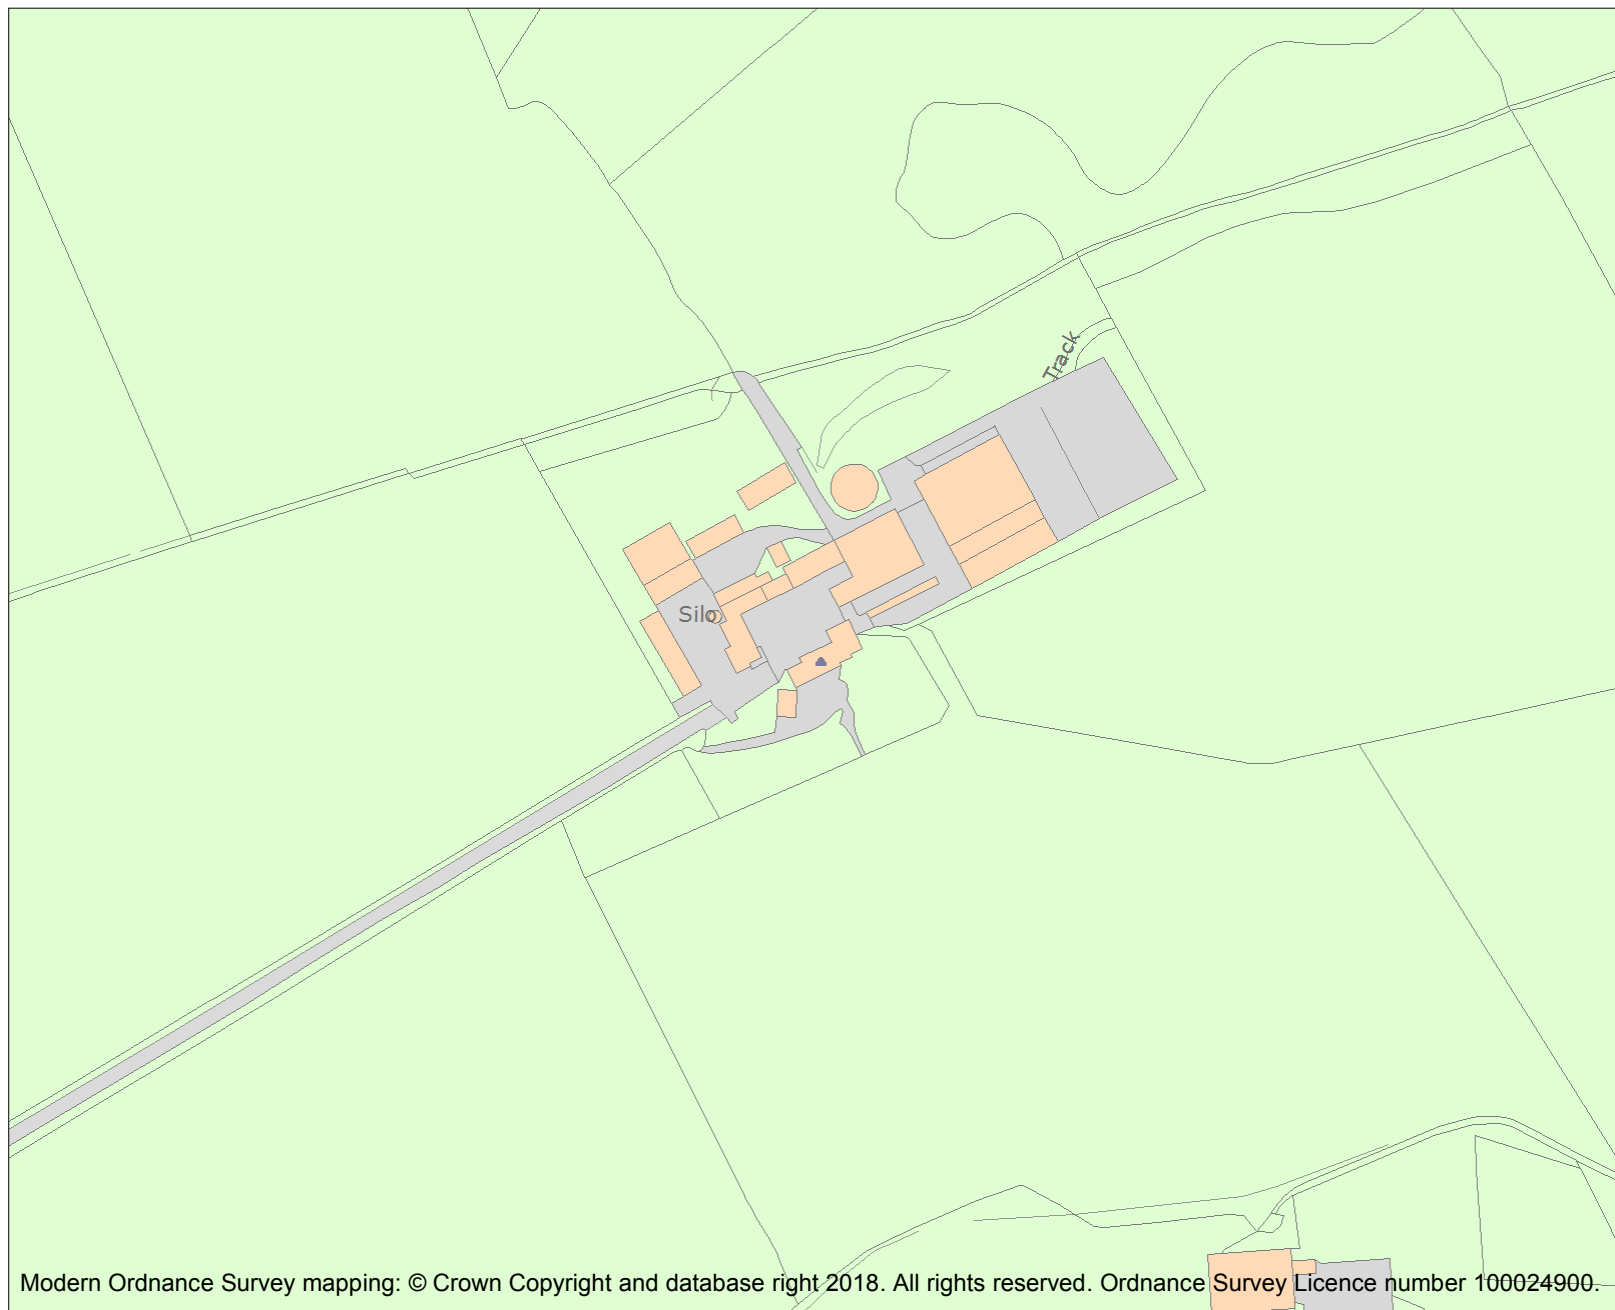 Track
Silo
Modern Ordnance Survey mapping: © Crown Copyright and database right 2018. All rights reserved. Ordnance Survey Licence number 100024900.